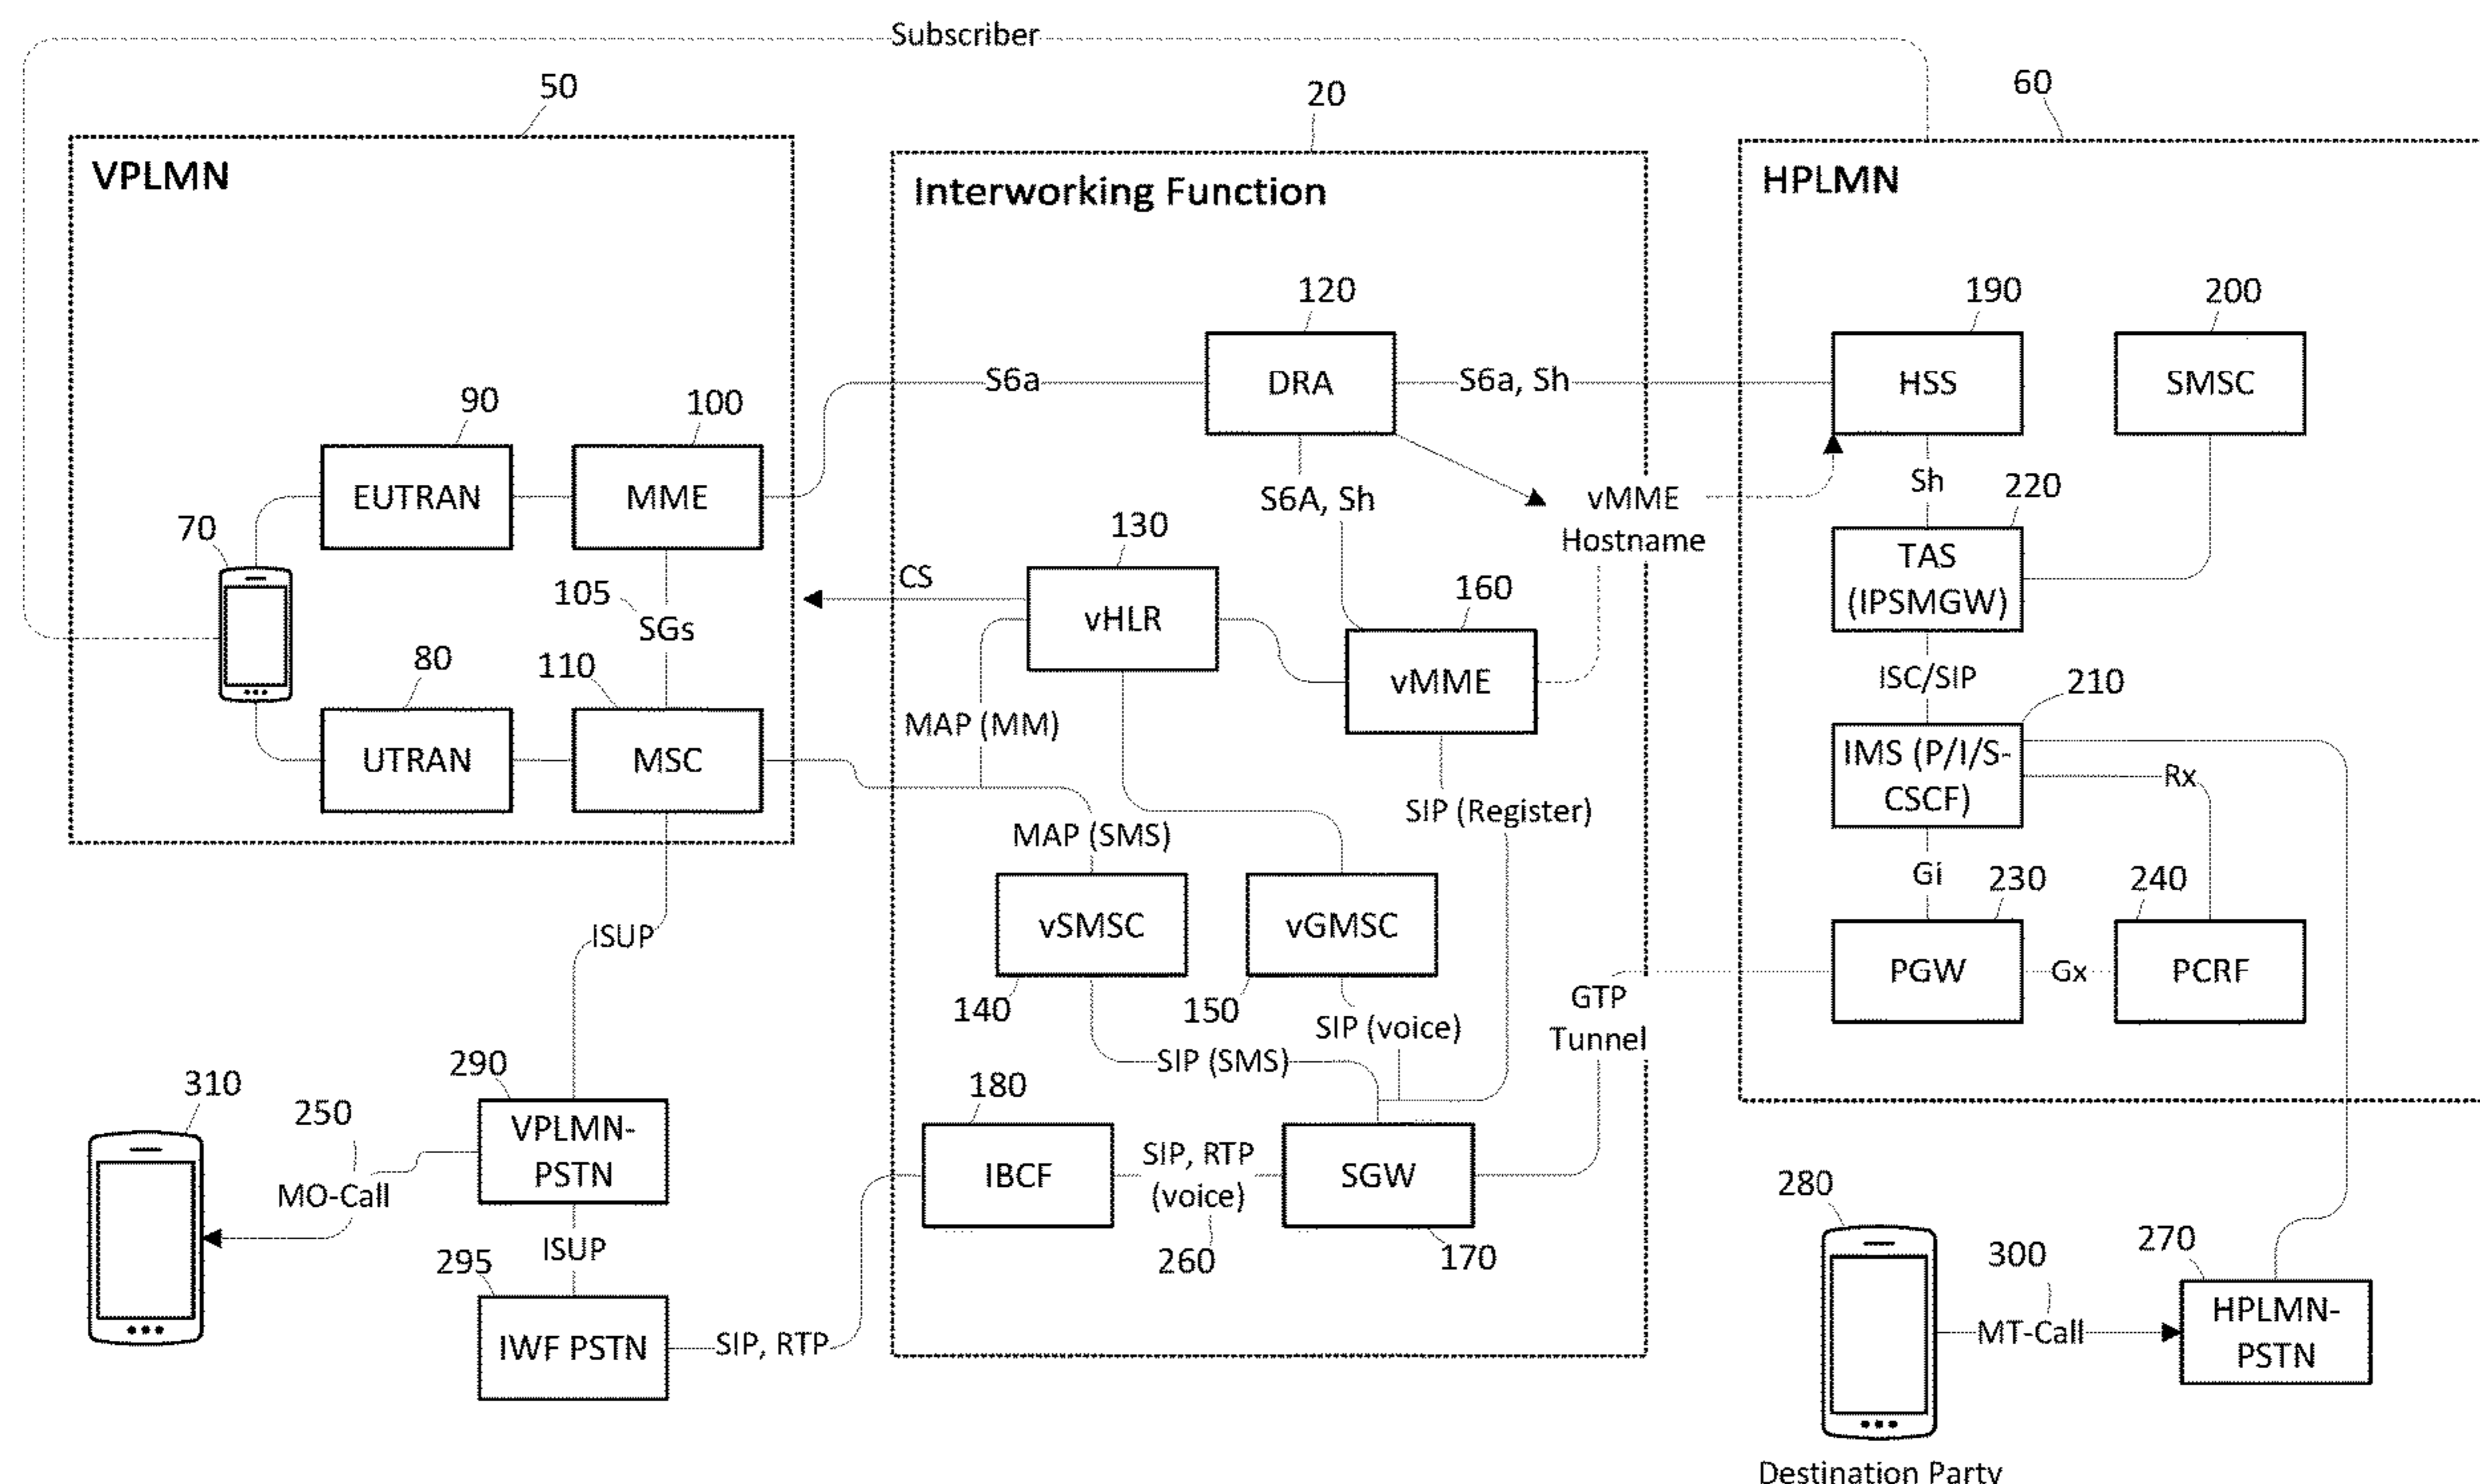 Subscriber
50
20
60
VPLMN
Interworking Function
HPLMN
120
190
200
DRA
S6a
S6a, Sh
HSS
SMSC
90
100
EUTRAN
MME
S6A, Sh
vMME
Hostname
Sh
220
70
130
TAS
(IPSMGW)
105
SGs
CS
vHLR
160
80
110
vMME
ISC/SIP
210
MAP (MM)
UTRAN
MSC
IMS (P/I/S-
CSCF)
Rx
MAP (SMS)
SIP (Register)
Gi
230
240
vSMSC
vGMSC
ISUP
PGW
Gx
PCRF
140
150
GTP
Tunnel
SIP (voice)
SIP (SMS)
290
310
250
180
VPLMN-
PSTN
MO-Call
IBCF
SIP, RTP
(voice)
SGW
280
ISUP
295
260
170
300
270
IWF PSTN
SIP, RTP
MT-Call
HPLMN-
PSTN
Destination Party